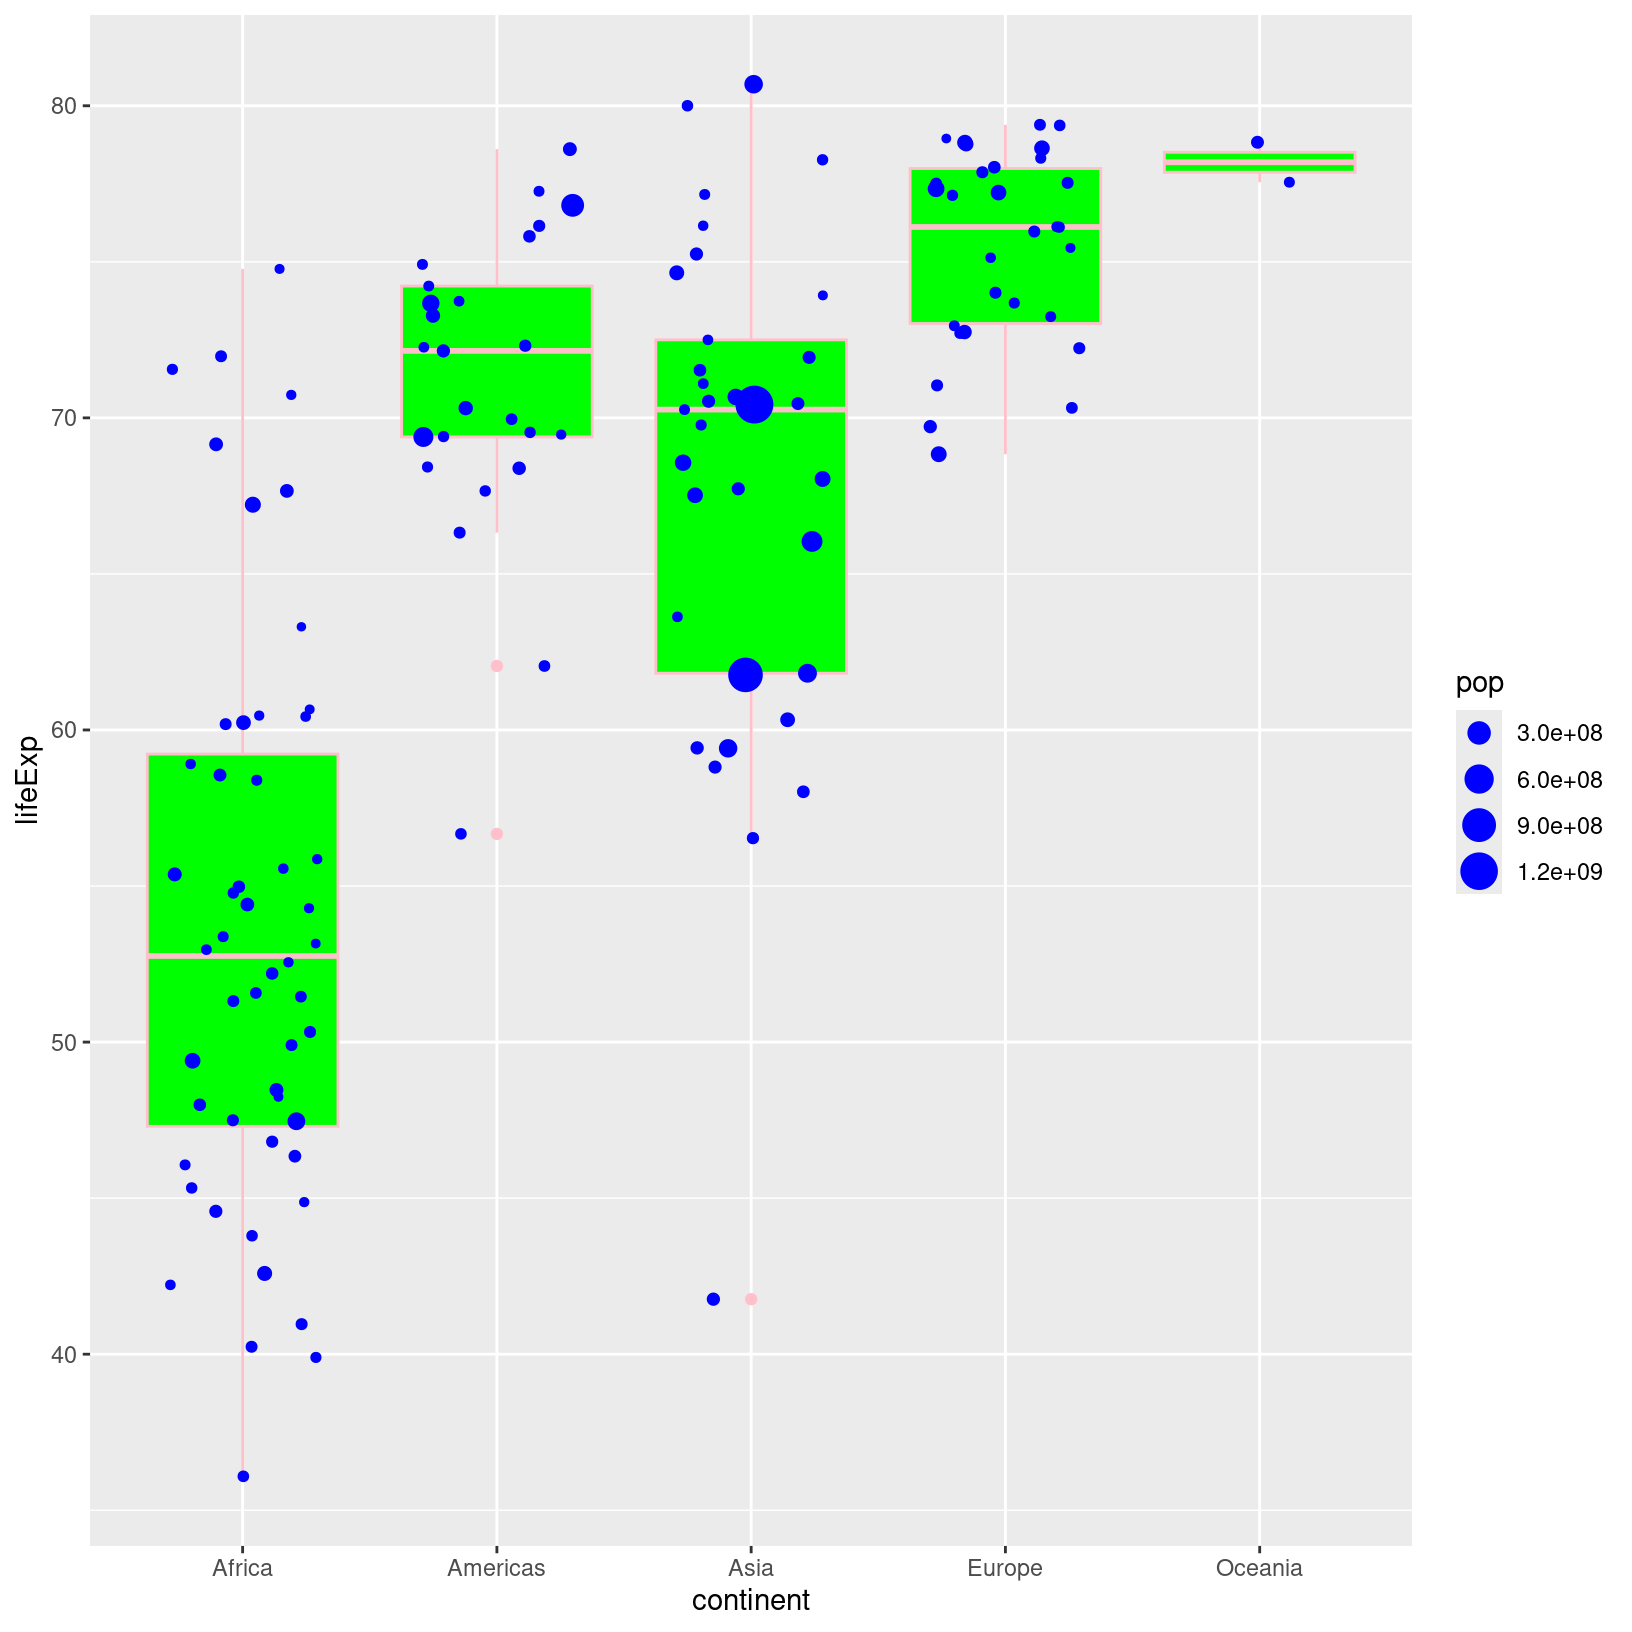 80
70
60
50
40
lifeExp
Africa
Americas
Asia
Europe
Oceania
continent
pop
3.0e+08
6.0e+08
9.0e+08
1.2e+09